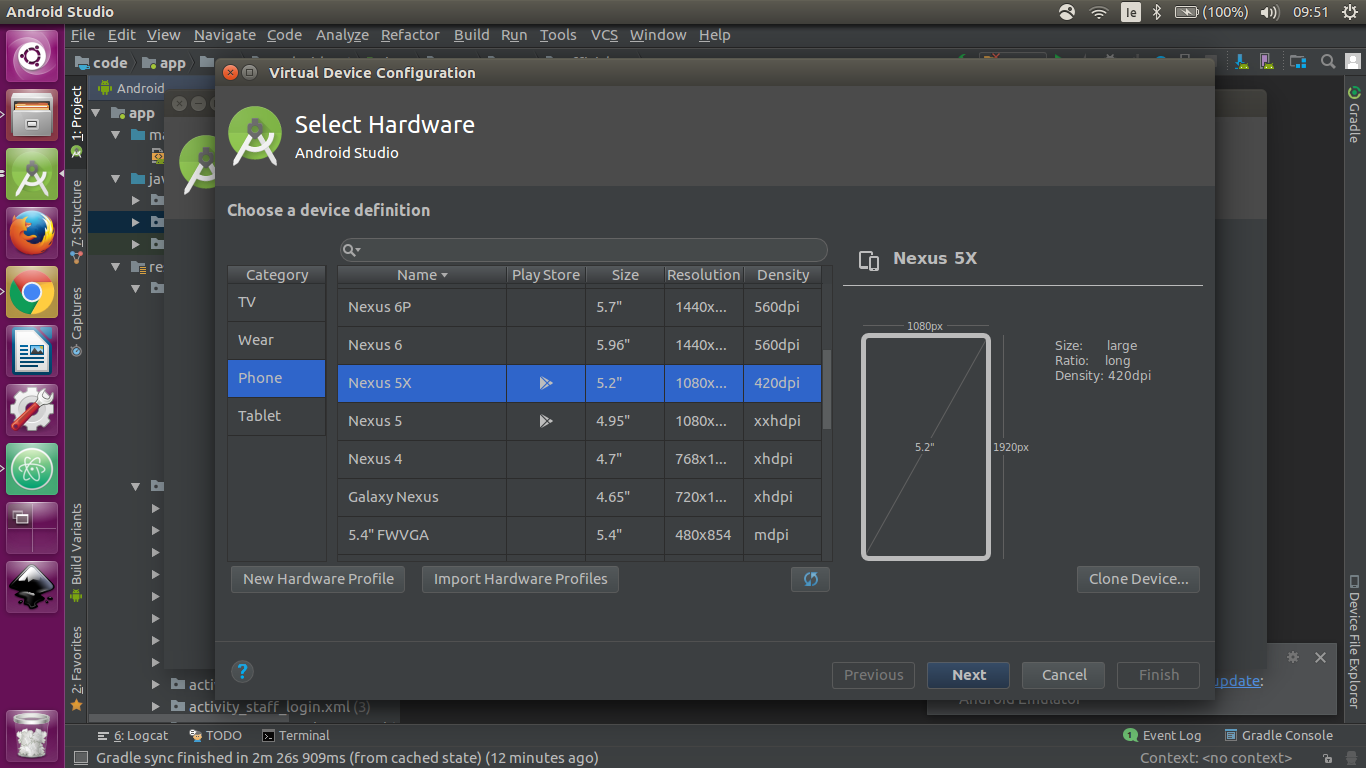 Android Studio
Ie (100%) 09:51
File Edit View Navigate Code Analyze Refactor Build Run Tools VCS Window Help
code app
Virtual Device Configuration
Android
1: Project
app
Select Hardware
Android Studio
Gradle
7: Structure
Choose a device definition
Category
Name Play Store Size Resolution Density
Nexus 5X
TV
Wear
Phone
Tablet
Nexus 6P 5.7" 1440x... 560dpi
Nexus 6 5.96" 1440x... 560dpi
Nexus 5X 5.2" 1080x... 420dpi
Nexus 5 4.95" 1080x... xxhdpi
Nexus 4 4.7" 768x1... xhdpi
Galaxy Nexus 4.65" 720x1... xhdpi
5.4" FWVGA 5.4" 480x854 mdpi
1080px
5.2"
1920px
Size: large
Ratio: long
Density: 420dpi
Captures
Build Variants
New Hardware Profile Import Hardware Profiles Clone Device...
Device File Explorer
2: Favorites
? Previous Next Cancel Finish
update:
Android Emulator
activity_staff_login.xml (3)
6: Logcat TODO Terminal 1 Event Log Gradle Console
Gradle sync finished in 2m 26s 909ms (from cached state) (12 minutes ago) Context: <no context>